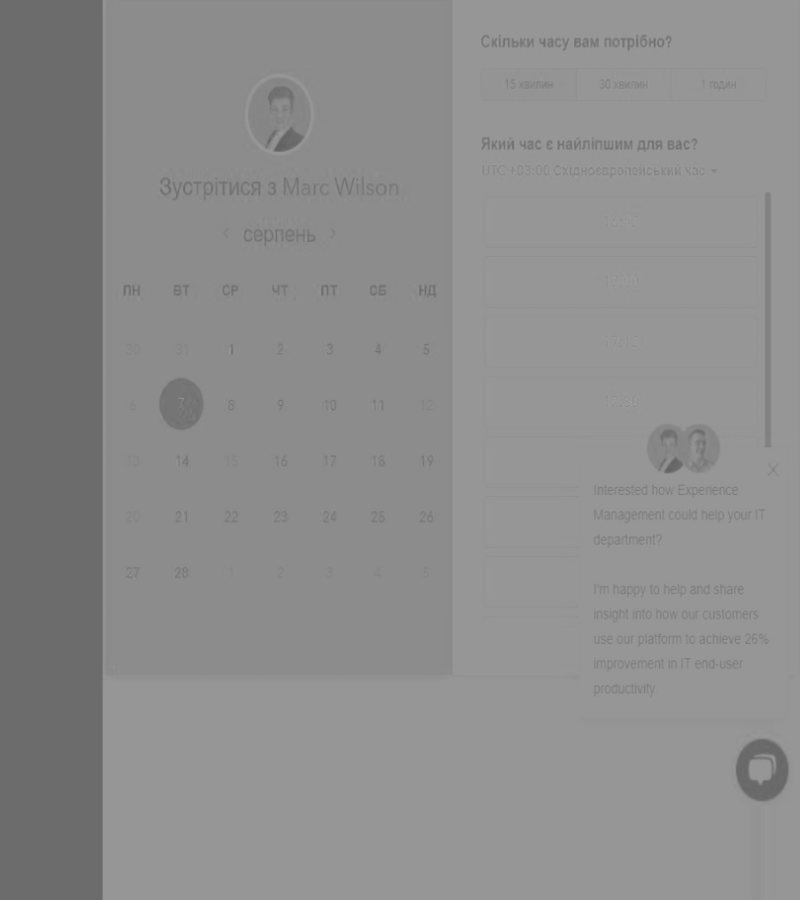 Скільки часу вам потрібно?
15 хвилин 30 хвилин 1 годин
Який час є найліпшим для вас?
UTC +03:00 Східноєвропейський час
Зустрітися з Marc Wilson
серпень
ПН ВТ СР ЧТ ПТ СБ НД
30 31 1 2 3 4 5
6 7 8 9 10 11 12
13 14 15 16 17 18 19
20 21 22 23 24 25 26
27 28 1 2 3 4 5
Interested how Experience
Management could help your IT
department?
I'm happy to help and share
insight into how our customers
use our platform to achieve 26%
improvement in IT end-user
productivity.